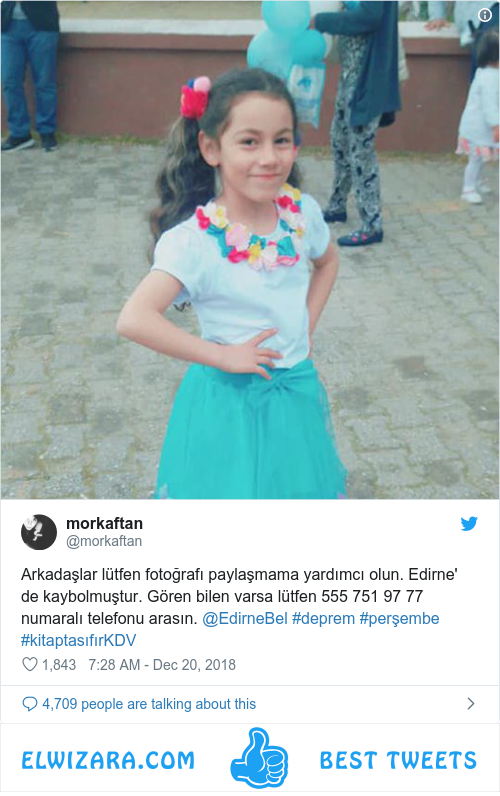 morkaftan
@morkaftan
Arkadaşlar lütfen fotoğrafı paylaşmama yardımcı olun. Edirne'
de kaybolmuştur. Gören bilen varsa lütfen 555 751 97 77
numaralı telefonu arasın. @EdirneBel #deprem #perşembe
#kitaptasıfırKDV
1,843 7:28 AM - Dec 20, 2018
4,709 people are talking about this
ELWIZARA.COM BEST TWEETS